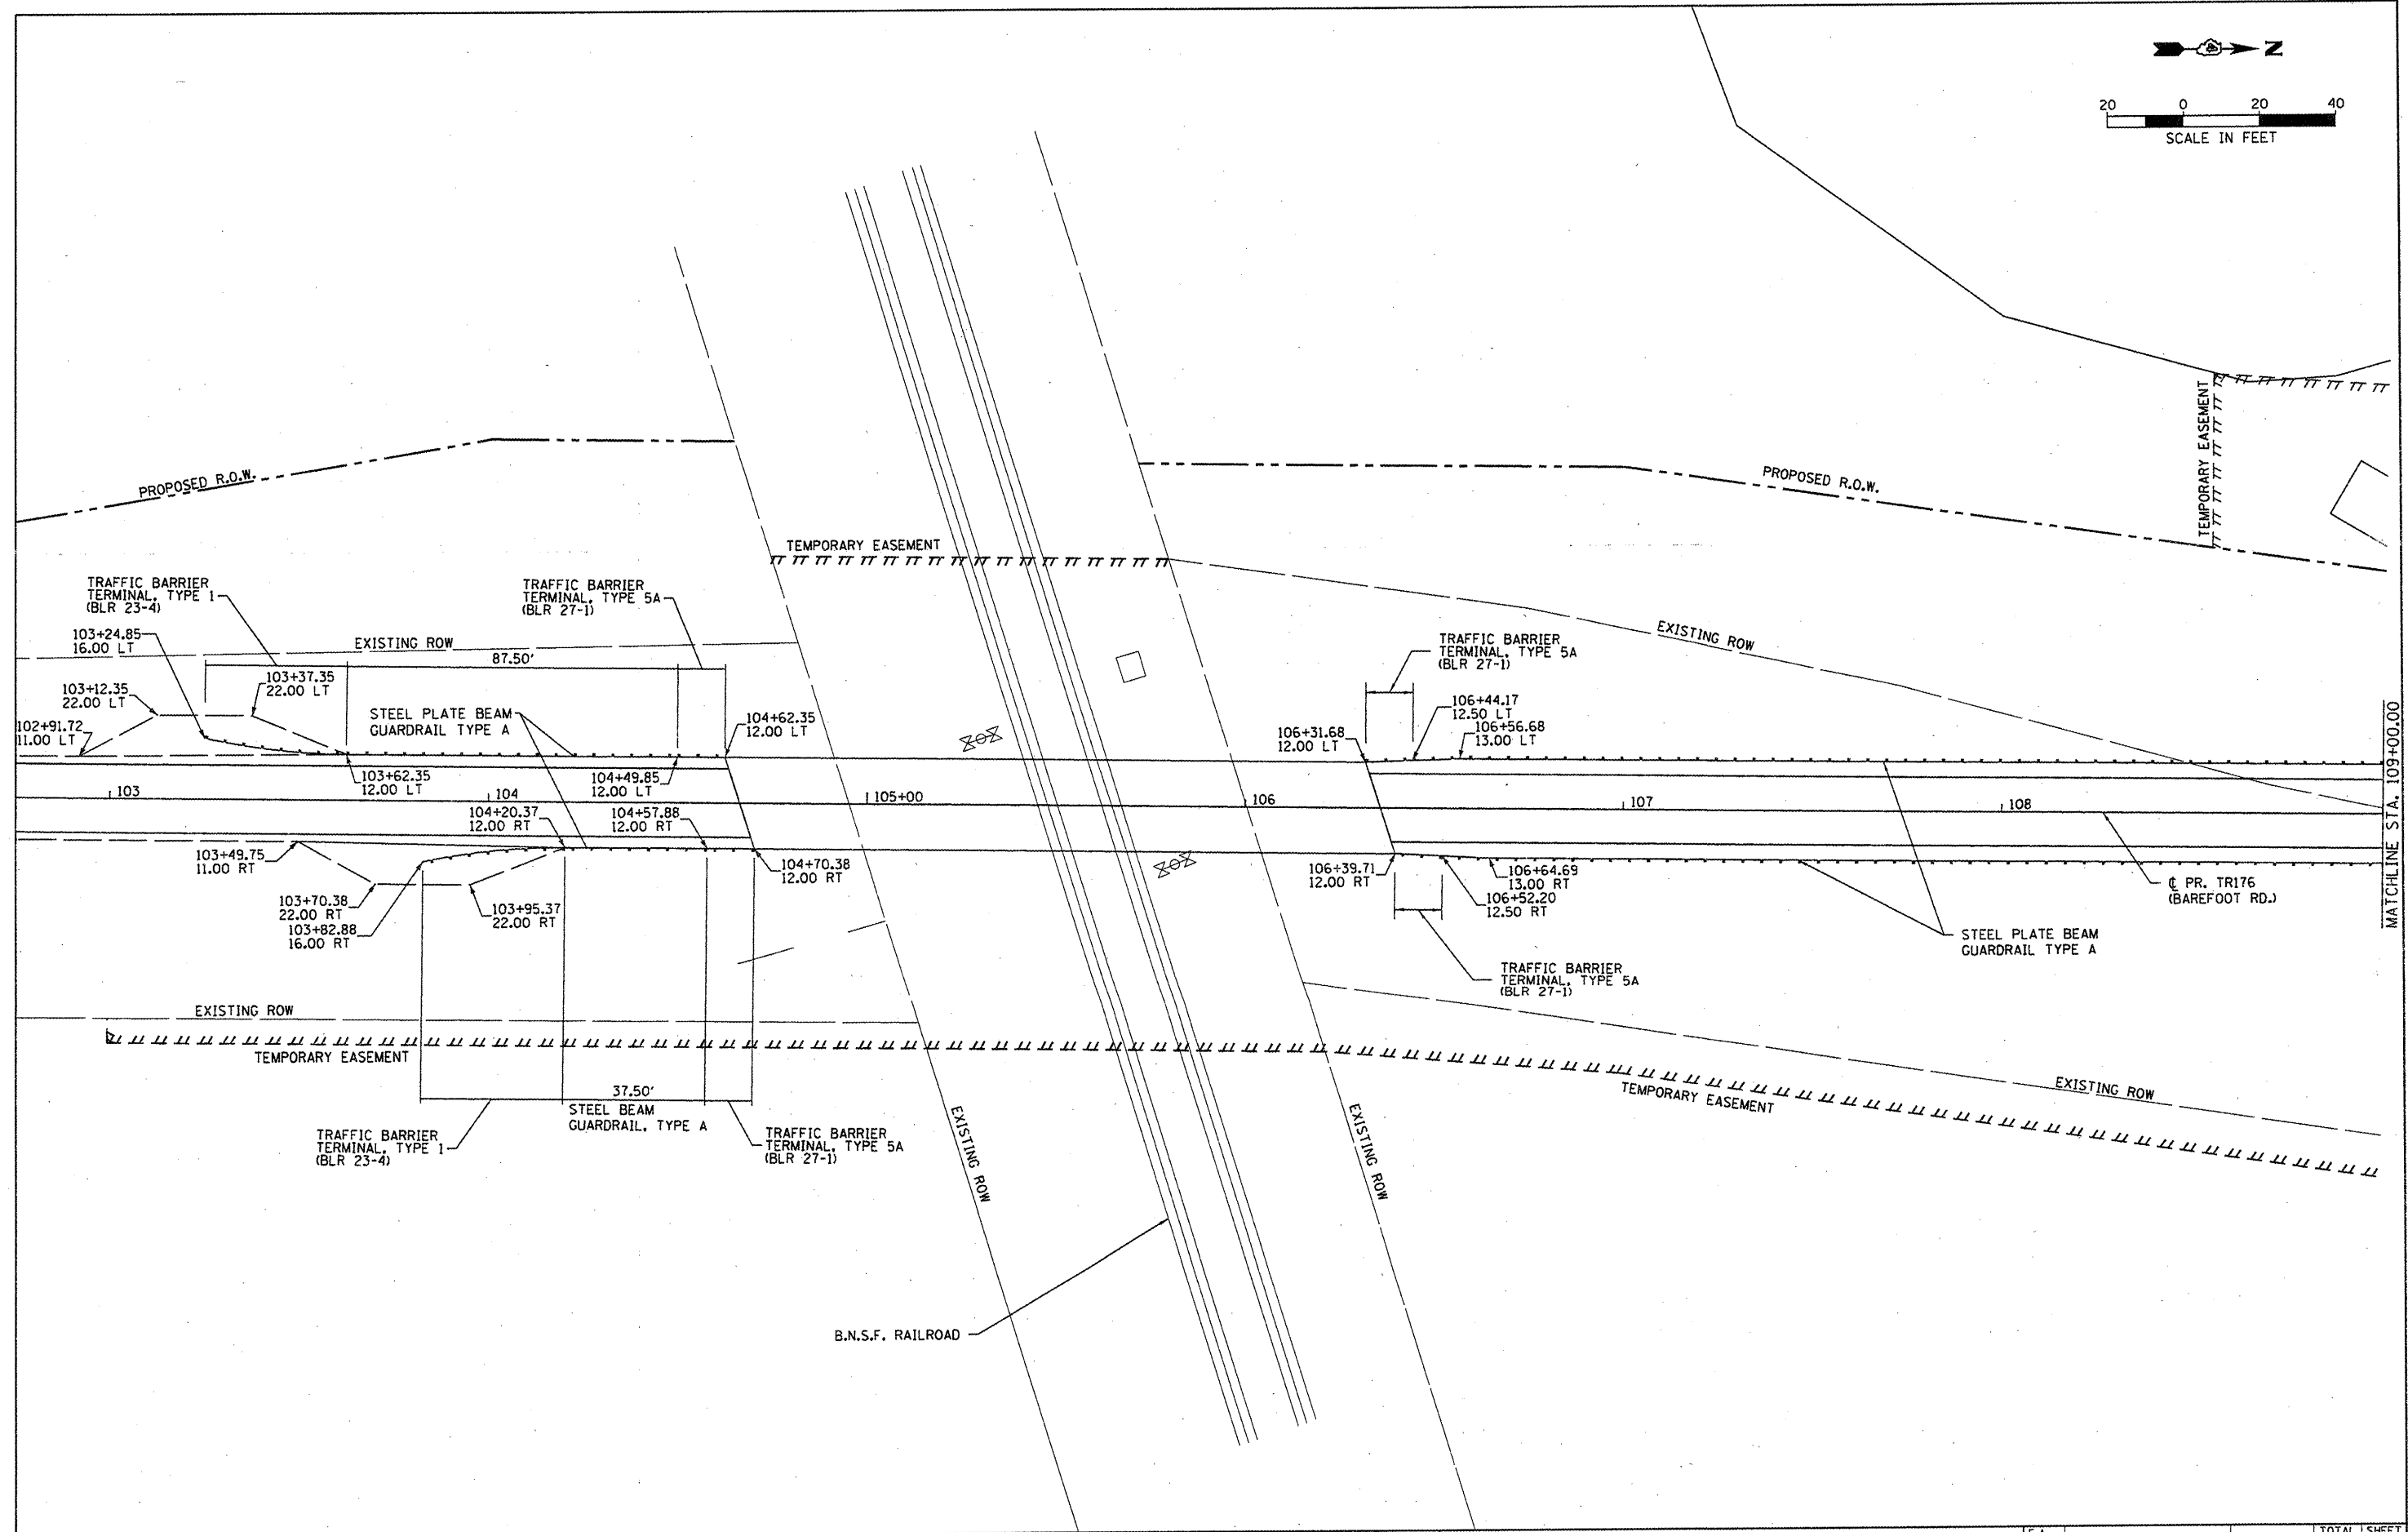 N
20 0 20 40
SCALE IN FEET
PROPOSED R.O.W.
PROPOSED R.O.W.
TEMPORARY EASEMENT
TEMPORARY EASEMENT
TRAFFIC BARRIER
TERMINAL, TYPE 1
(BLR 23-4)
TRAFFIC BARRIER
TERMINAL, TYPE 5A
(BLR 27-1)
103+24.85
16.00 LT
EXISTING ROW
87.50'
EXISTING ROW
TRAFFIC BARRIER
TERMINAL, TYPE 5A
(BLR 27-1)
103+12.35
22.00 LT
103+37.35
22.00 LT
102+91.72
11.00 LT
STEEL PLATE BEAM
GUARDRAIL TYPE A
104+62.35
12.00 LT
106+31.68
12.00 LT
106+44.17
12.50 LT
106+56.68
13.00 LT
103+62.35
12.00 LT
104+49.85
12.00 LT
103
104
105+00
106
107
108
MATCHLINE STA. 109+00.00
104+20.37
12.00 RT
104+57.88
12.00 RT
103+49.75
11.00 RT
104+70.38
12.00 RT
106+39.71
12.00 RT
106+64.69
13.00 RT
106+52.20
12.50 RT
℄ PR. TR176
(BAREFOOT RD.)
103+70.38
22.00 RT
103+82.88
16.00 RT
103+95.37
22.00 RT
STEEL PLATE BEAM
GUARDRAIL TYPE A
TRAFFIC BARRIER
TERMINAL, TYPE 5A
(BLR 27-1)
EXISTING ROW
TEMPORARY EASEMENT
EXISTING ROW
TEMPORARY EASEMENT
37.50'
STEEL BEAM
GUARDRAIL, TYPE A
TRAFFIC BARRIER
TERMINAL, TYPE 1
(BLR 23-4)
TRAFFIC BARRIER
TERMINAL, TYPE 5A
(BLR 27-1)
EXISTING ROW
EXISTING ROW
B.N.S.F. RAILROAD
TOTAL SHEET